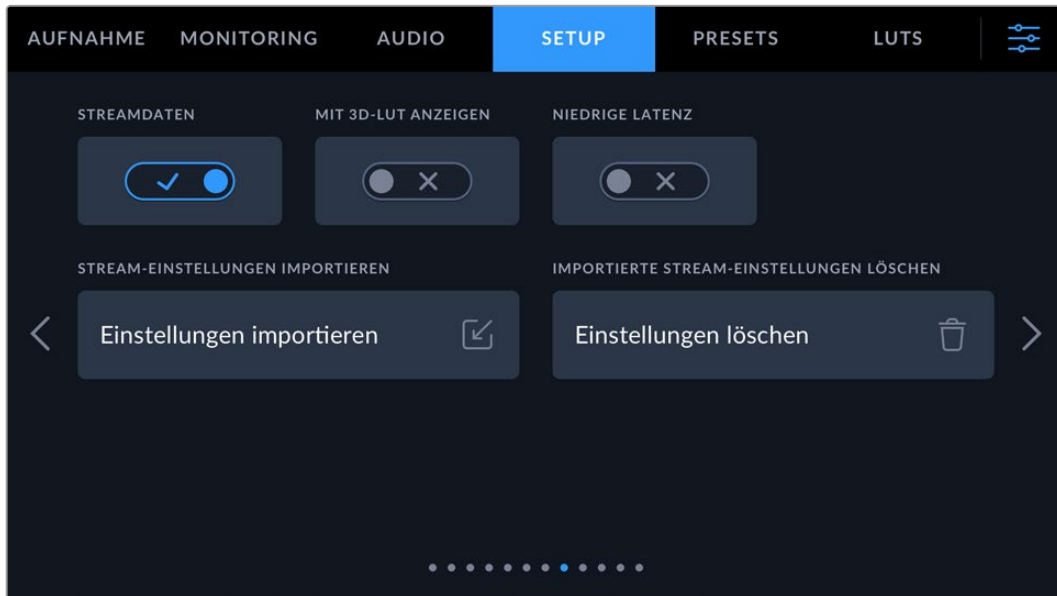 AUFNAHME MONITORING AUDIO SETUP PRESETS LUTS
STREAMDATEN MIT 3D-LUT ANZEIGEN NIEDRIGE LATENZ
STREAM-EINSTELLUNGEN IMPORTIEREN IMPORTIERTE STREAM-EINSTELLUNGEN LÖSCHEN
Einstellungen importieren Einstellungen löschen